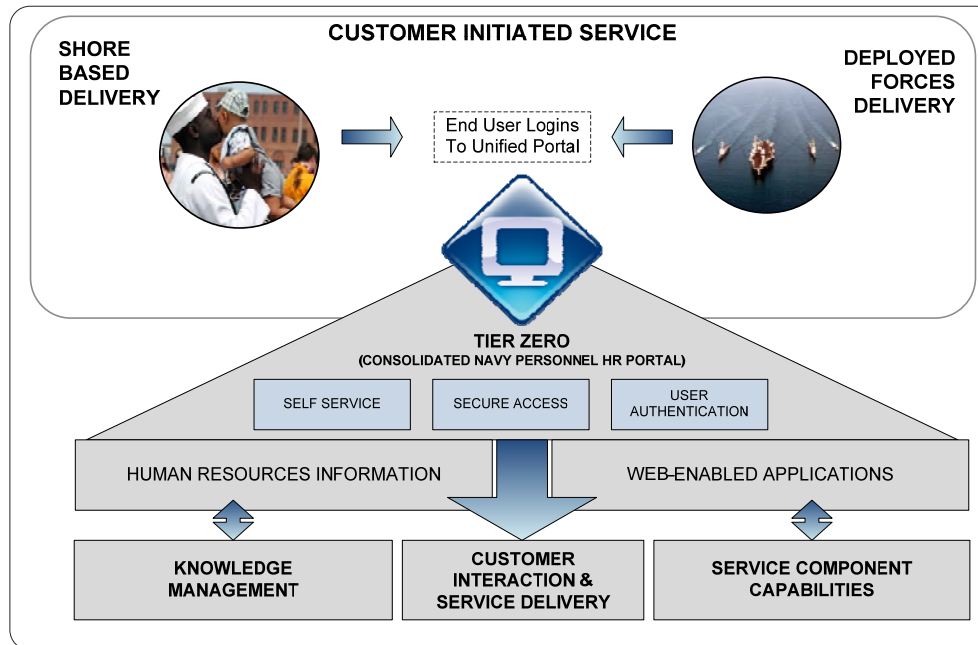 CUSTOMER INITIATED SERVICE
SHORE
BASED
DELIVERY
End User Logins
To Unified Portal
DEPLOYED
FORCES
DELIVERY
TIER ZERO
(CONSOLIDATED NAVY PERSONNEL HR PORTAL)
SELF SERVICE
SECURE ACCESS
USER
AUTHENTICATION
HUMAN RESOURCES INFORMATION
WEB-ENABLED APPLICATIONS
KNOWLEDGE
MANAGEMENT
CUSTOMER
INTERACTION &
SERVICE DELIVERY
SERVICE COMPONENT
CAPABILITIES